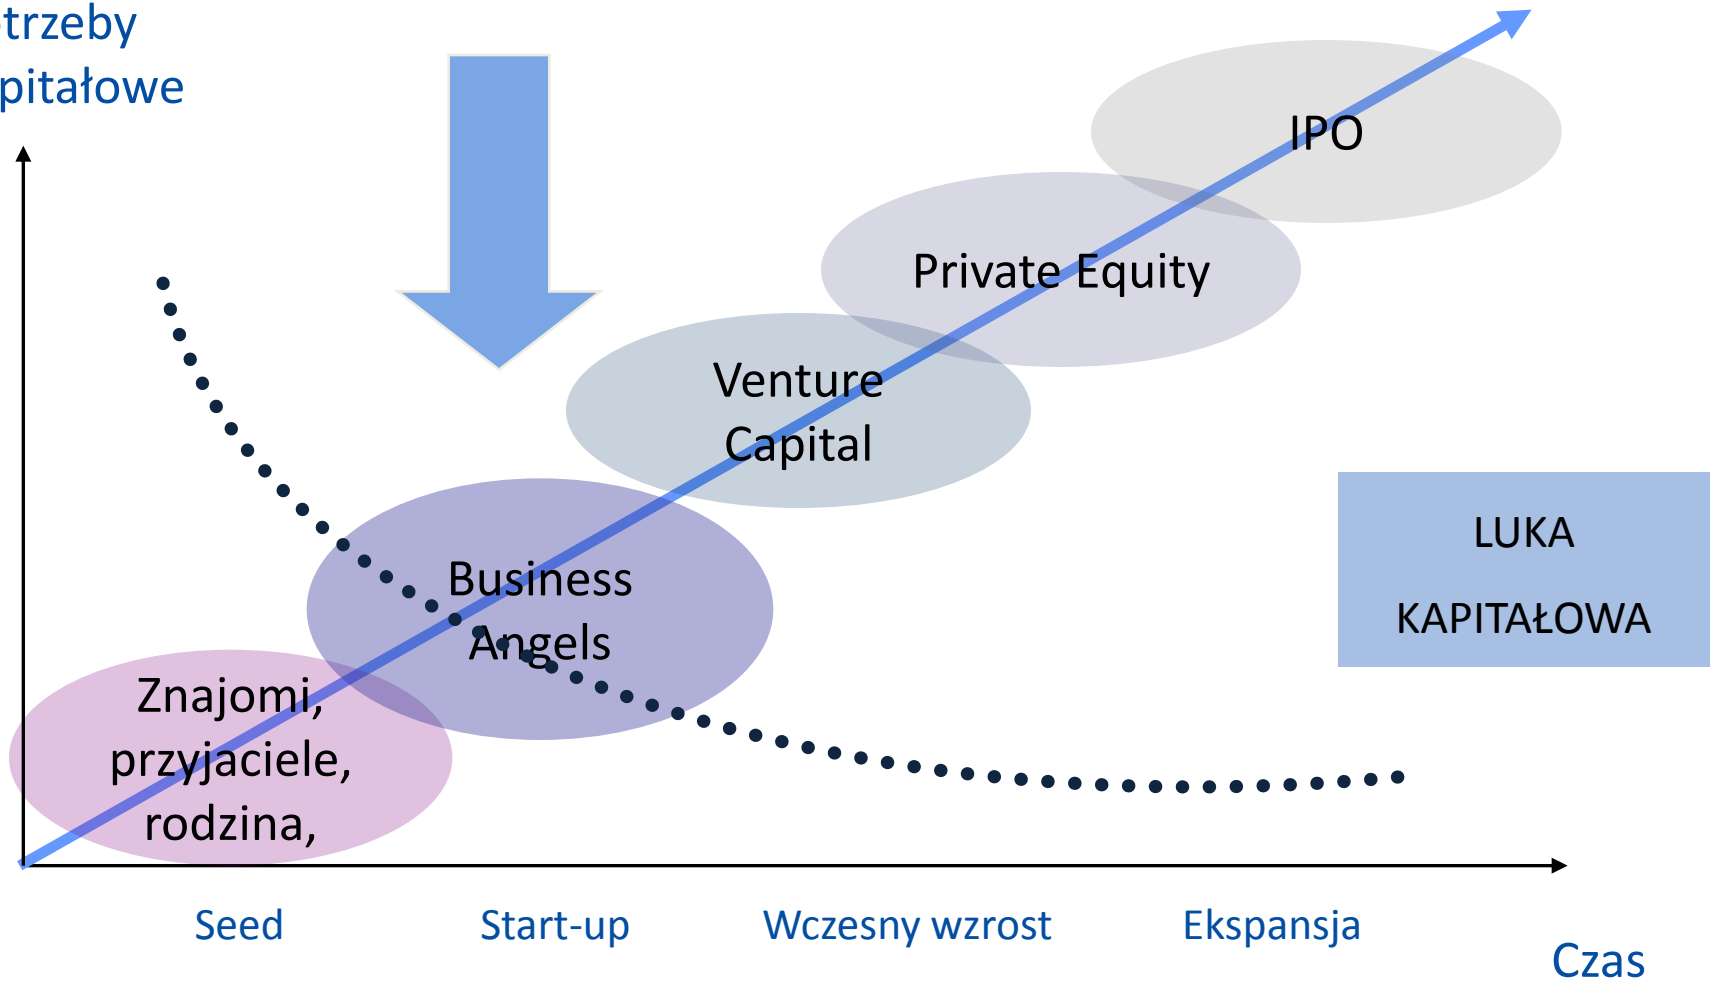 trzeby
pitałowe
IPO
Private Equity
Venture
Capital
LUKA
KAPITAŁOWA
Business
Angels
Znajomi,
przyjaciele,
rodzina,
Seed
Start-up
Wczesny wzrost
Ekspansja
Czas